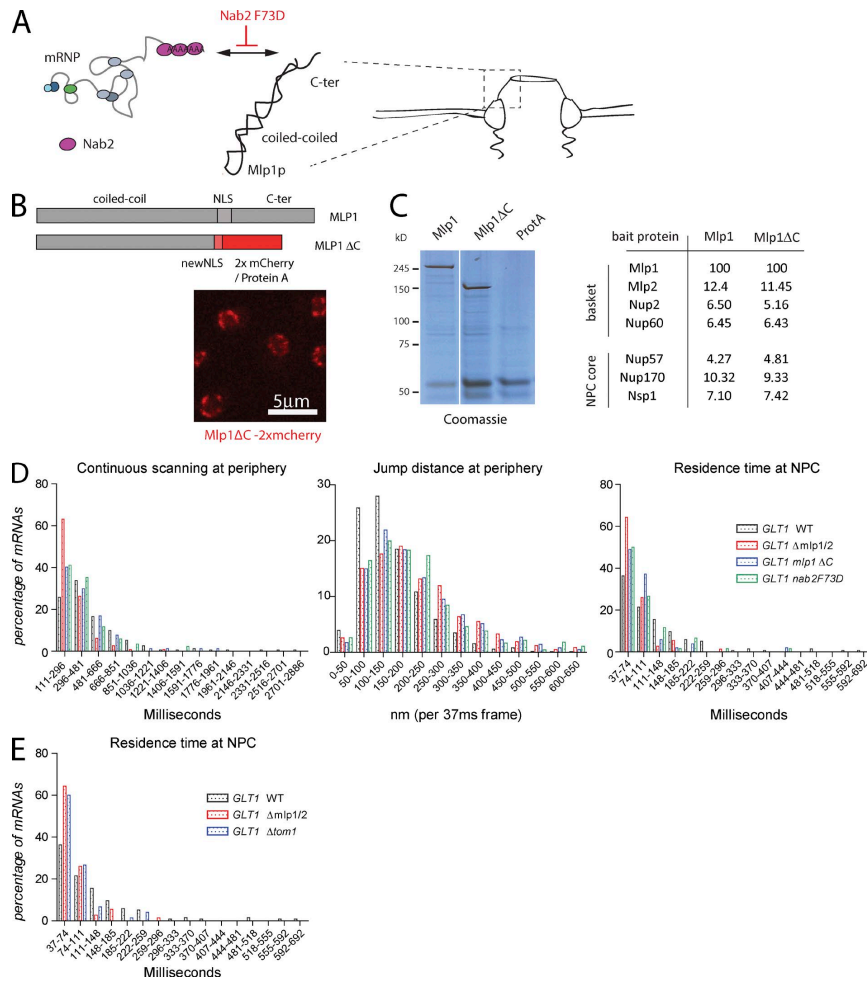 A
Nab2 F73D
mRNP
AAAAAAA
Nab2
C-ter
coiled-coiled
Mlp1p
B
coiled-coil NLS C-ter
MLP1
MLP1 ΔC
newNLS 2x mCherry
/ Protein A
5μm
Mlp1ΔC -2xmcherry
C
Mlp1 Mlp1ΔC ProtA
kD
245
150
100
75
50
Coomassie
bait protein Mlp1 Mlp1ΔC
basket
Mlp1 100 100
Mlp2 12.4 11.45
Nup2 6.50 5.16
Nup60 6.45 6.43
NPC core
Nup57 4.27 4.81
Nup170 10.32 9.33
Nsp1 7.10 7.42
D
Continuous scanning at periphery
percentage of mRNAs
80
60
40
20
0
111-296 296-481 481-666 666-851 851-1036 1036-1221 1221-1406 1406-1591 1591-1776 1776-1961 1961-2146 2146-2331 2331-2516 2516-2701 2701-2886
Milliseconds
Jump distance at periphery
30
20
10
0
0-50 50-100 100-150 150-200 200-250 250-300 300-350 350-400 400-450 450-500 500-550 550-600 600-650
nm (per 37ms frame)
Residence time at NPC
80
60
40
20
0
GLT1 WT
GLT1 Δmlp1/2
GLT1 mlp1 ΔC
GLT1 nab2F73D
37-74 74-111 111-148 148-185 185-222 222-259 259-296 296-333 333-370 370-407 407-444 444-481 481-518 518-555 555-592 592-692
Milliseconds
E
Residence time at NPC
percentage of mRNAs
80
60
40
20
0
GLT1 WT
GLT1 Δmlp1/2
GLT1 Δtom1
37-74 74-111 111-148 148-185 185-222 222-259 259-296 296-333 333-370 370-407 407-444 444-481 481-518 518-555 555-592 592-692
Milliseconds